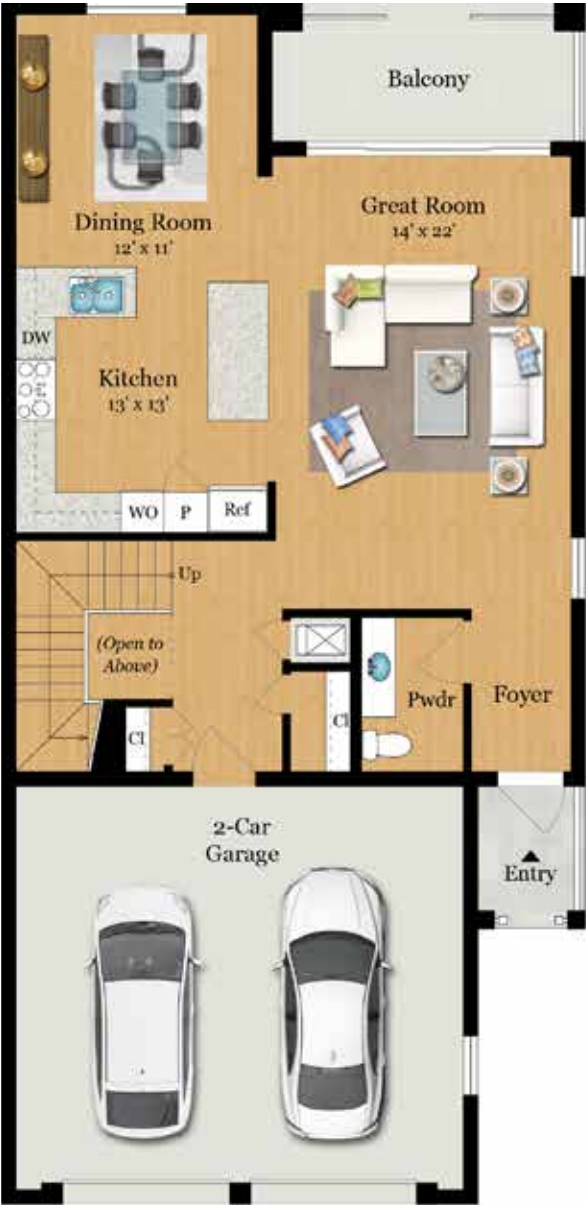 Balcony
Dining Room
12' x 11'
Great Room
14' x 22'
DW
Kitchen
13' x 13'
WO
P
Ref
Up
(Open to
Above)
Cl
Cl
Pwdr
Foyer
2-Car
Garage
Entry